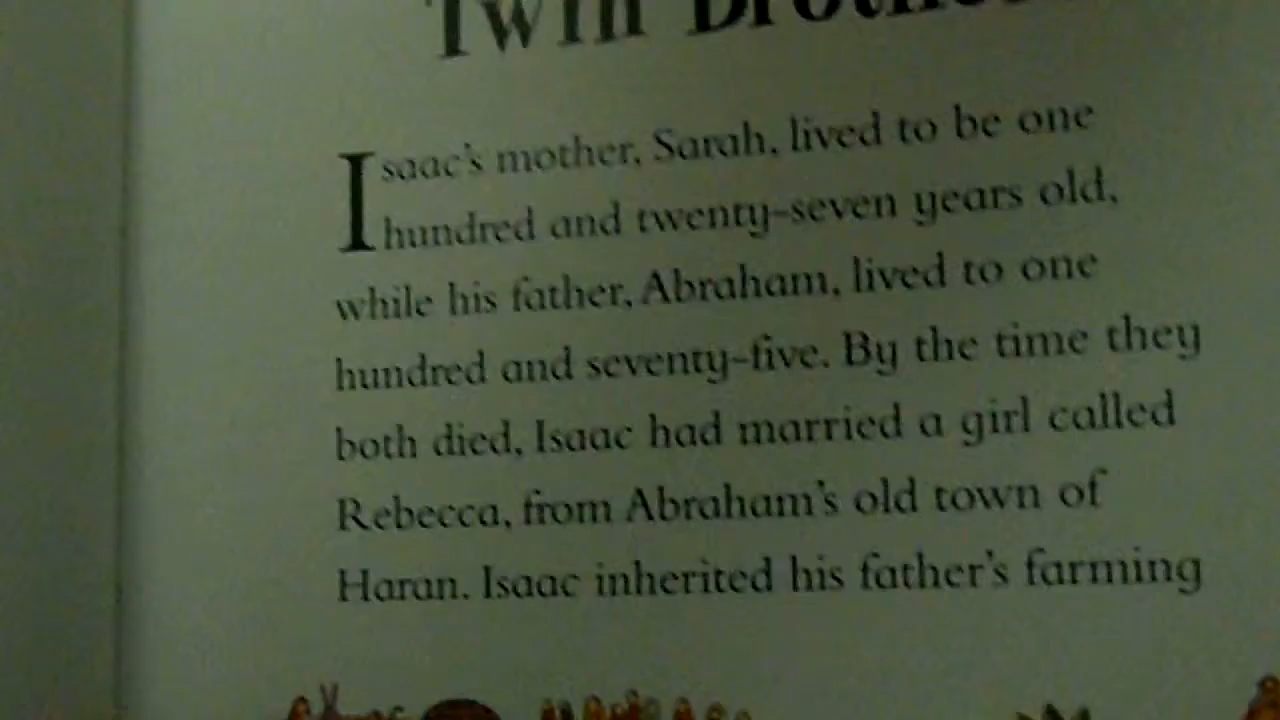 Twin Brothers
Isaac's mother, Sarah, lived to be one
hundred and twenty-seven years old,
while his father, Abraham, lived to one
hundred and seventy-five. By the time they
both died, Isaac had married a girl called
Rebecca, from Abraham's old town of
Haran. Isaac inherited his father's farming